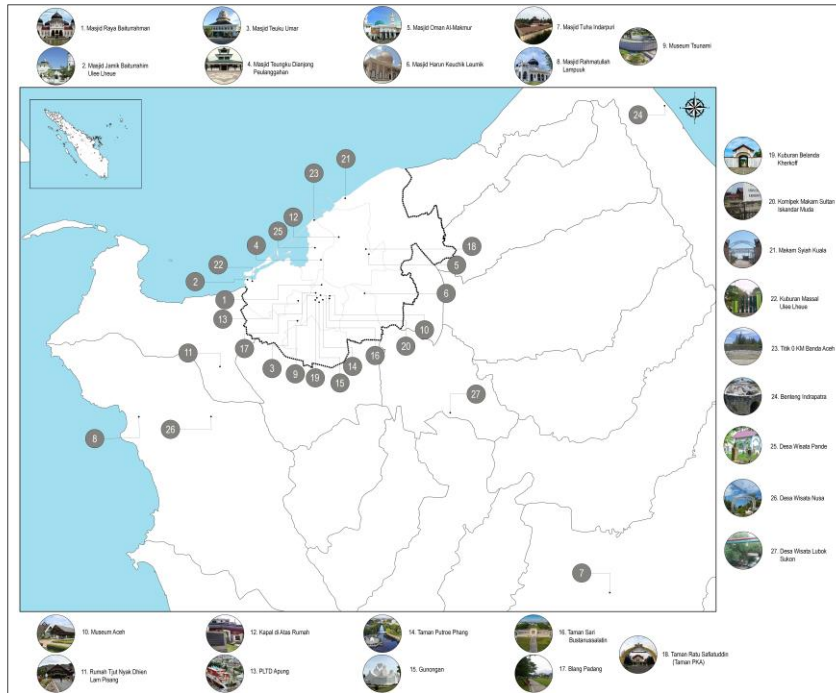 1. Masjid Raya Baiturrahman
3. Masjid Teuku Umar
5. Masjid Oman Al-Makmur
7. Masjid Tuha Indarpuri
9. Museum Tsunami
2. Masjid Jamik Baiturrahim
Ulee Lheue
4. Masjid Teungku Dianjong
Peulanggahan
6. Masjid Harun Keuchik Leumik
8. Masjid Rahmatullah
Lampuuk
24
21
23
12
25
4
18
22
5
2
1
6
13
10
17
20
16
11
3
14
9
19
15
27
8
26
7
19. Kuburan Belanda
Kherkoff
20. Komlpek Makam Sultan
Iskandar Muda
21. Makam Syiah Kuala
22. Kuburan Massal
Ulee Lheue
23. Titik 0 KM Banda Aceh
24. Benteng Indrapatra
25. Desa Wisata Pande
26. Desa Wisata Nusa
27. Desa Wisata Lubok
Sukon
10. Museum Aceh
12. Kapal di Atas Rumah
14. Taman Putroe Phang
16. Taman Sari
Bustanussalatin
11. Rumah Tjut Nyak Dhien
Lam Pisang
13. PLTD Apung
15. Gunongan
17. Blang Padang
18. Taman Ratu Safiatuddin
(Taman PKA)